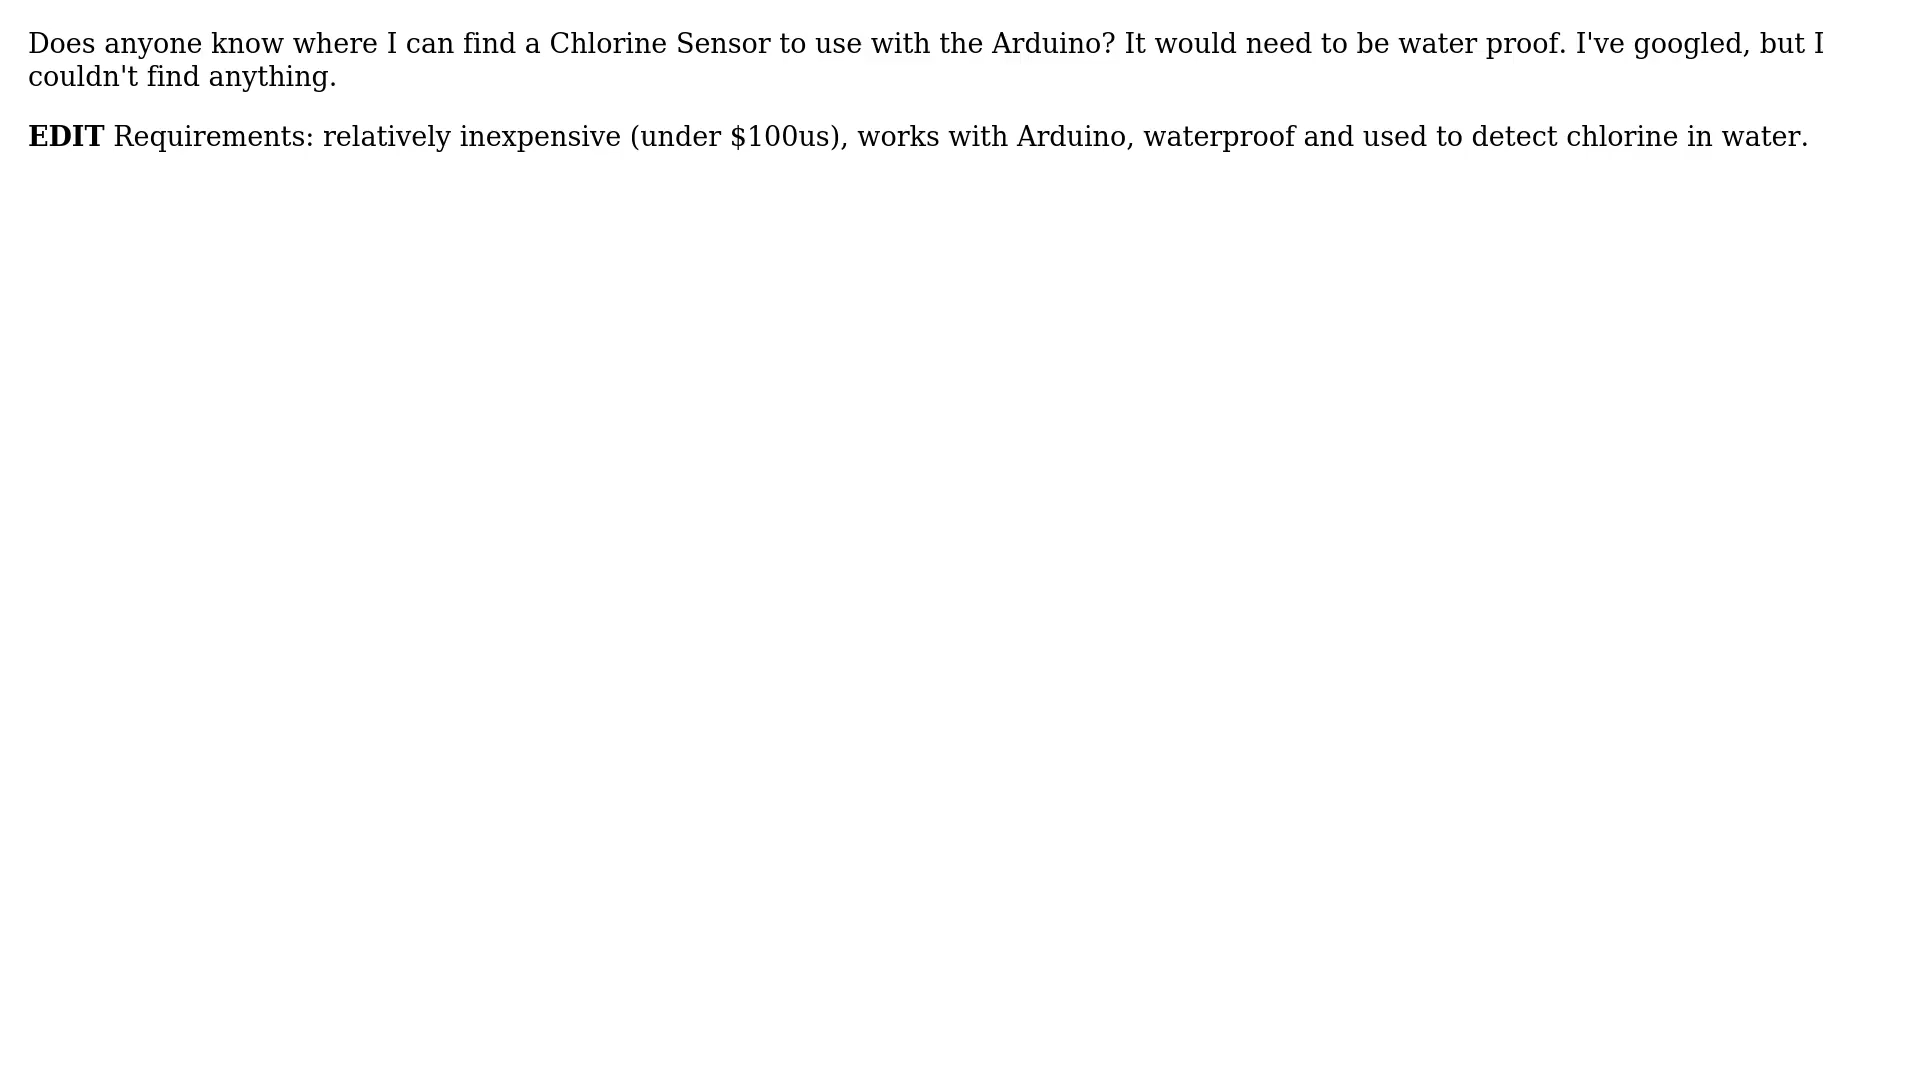 Does anyone know where I can find a Chlorine Sensor to use with the Arduino? It would need to be water proof. I've googled, but I
couldn't find anything.
EDIT Requirements: relatively inexpensive (under $100us), works with Arduino, waterproof and used to detect chlorine in water.